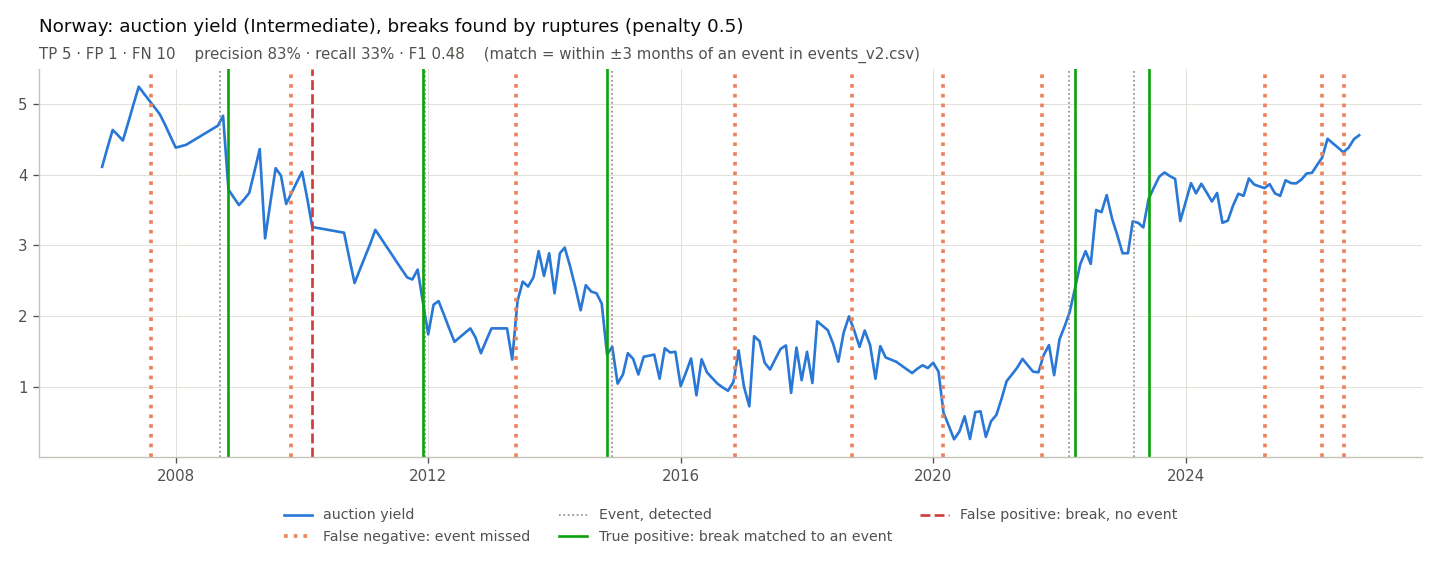 Norway: auction yield (Intermediate), breaks found by ruptures (penalty 0.5)
TP 5 · FP 1 · FN 10    precision 83% · recall 33% · F1 0.48    (match = within ±3 months of an event in events_v2.csv)
5
4
3
2
1
2008 2012 2016 2020 2024
auction yield
False negative: event missed
Event, detected
True positive: break matched to an event
False positive: break, no event